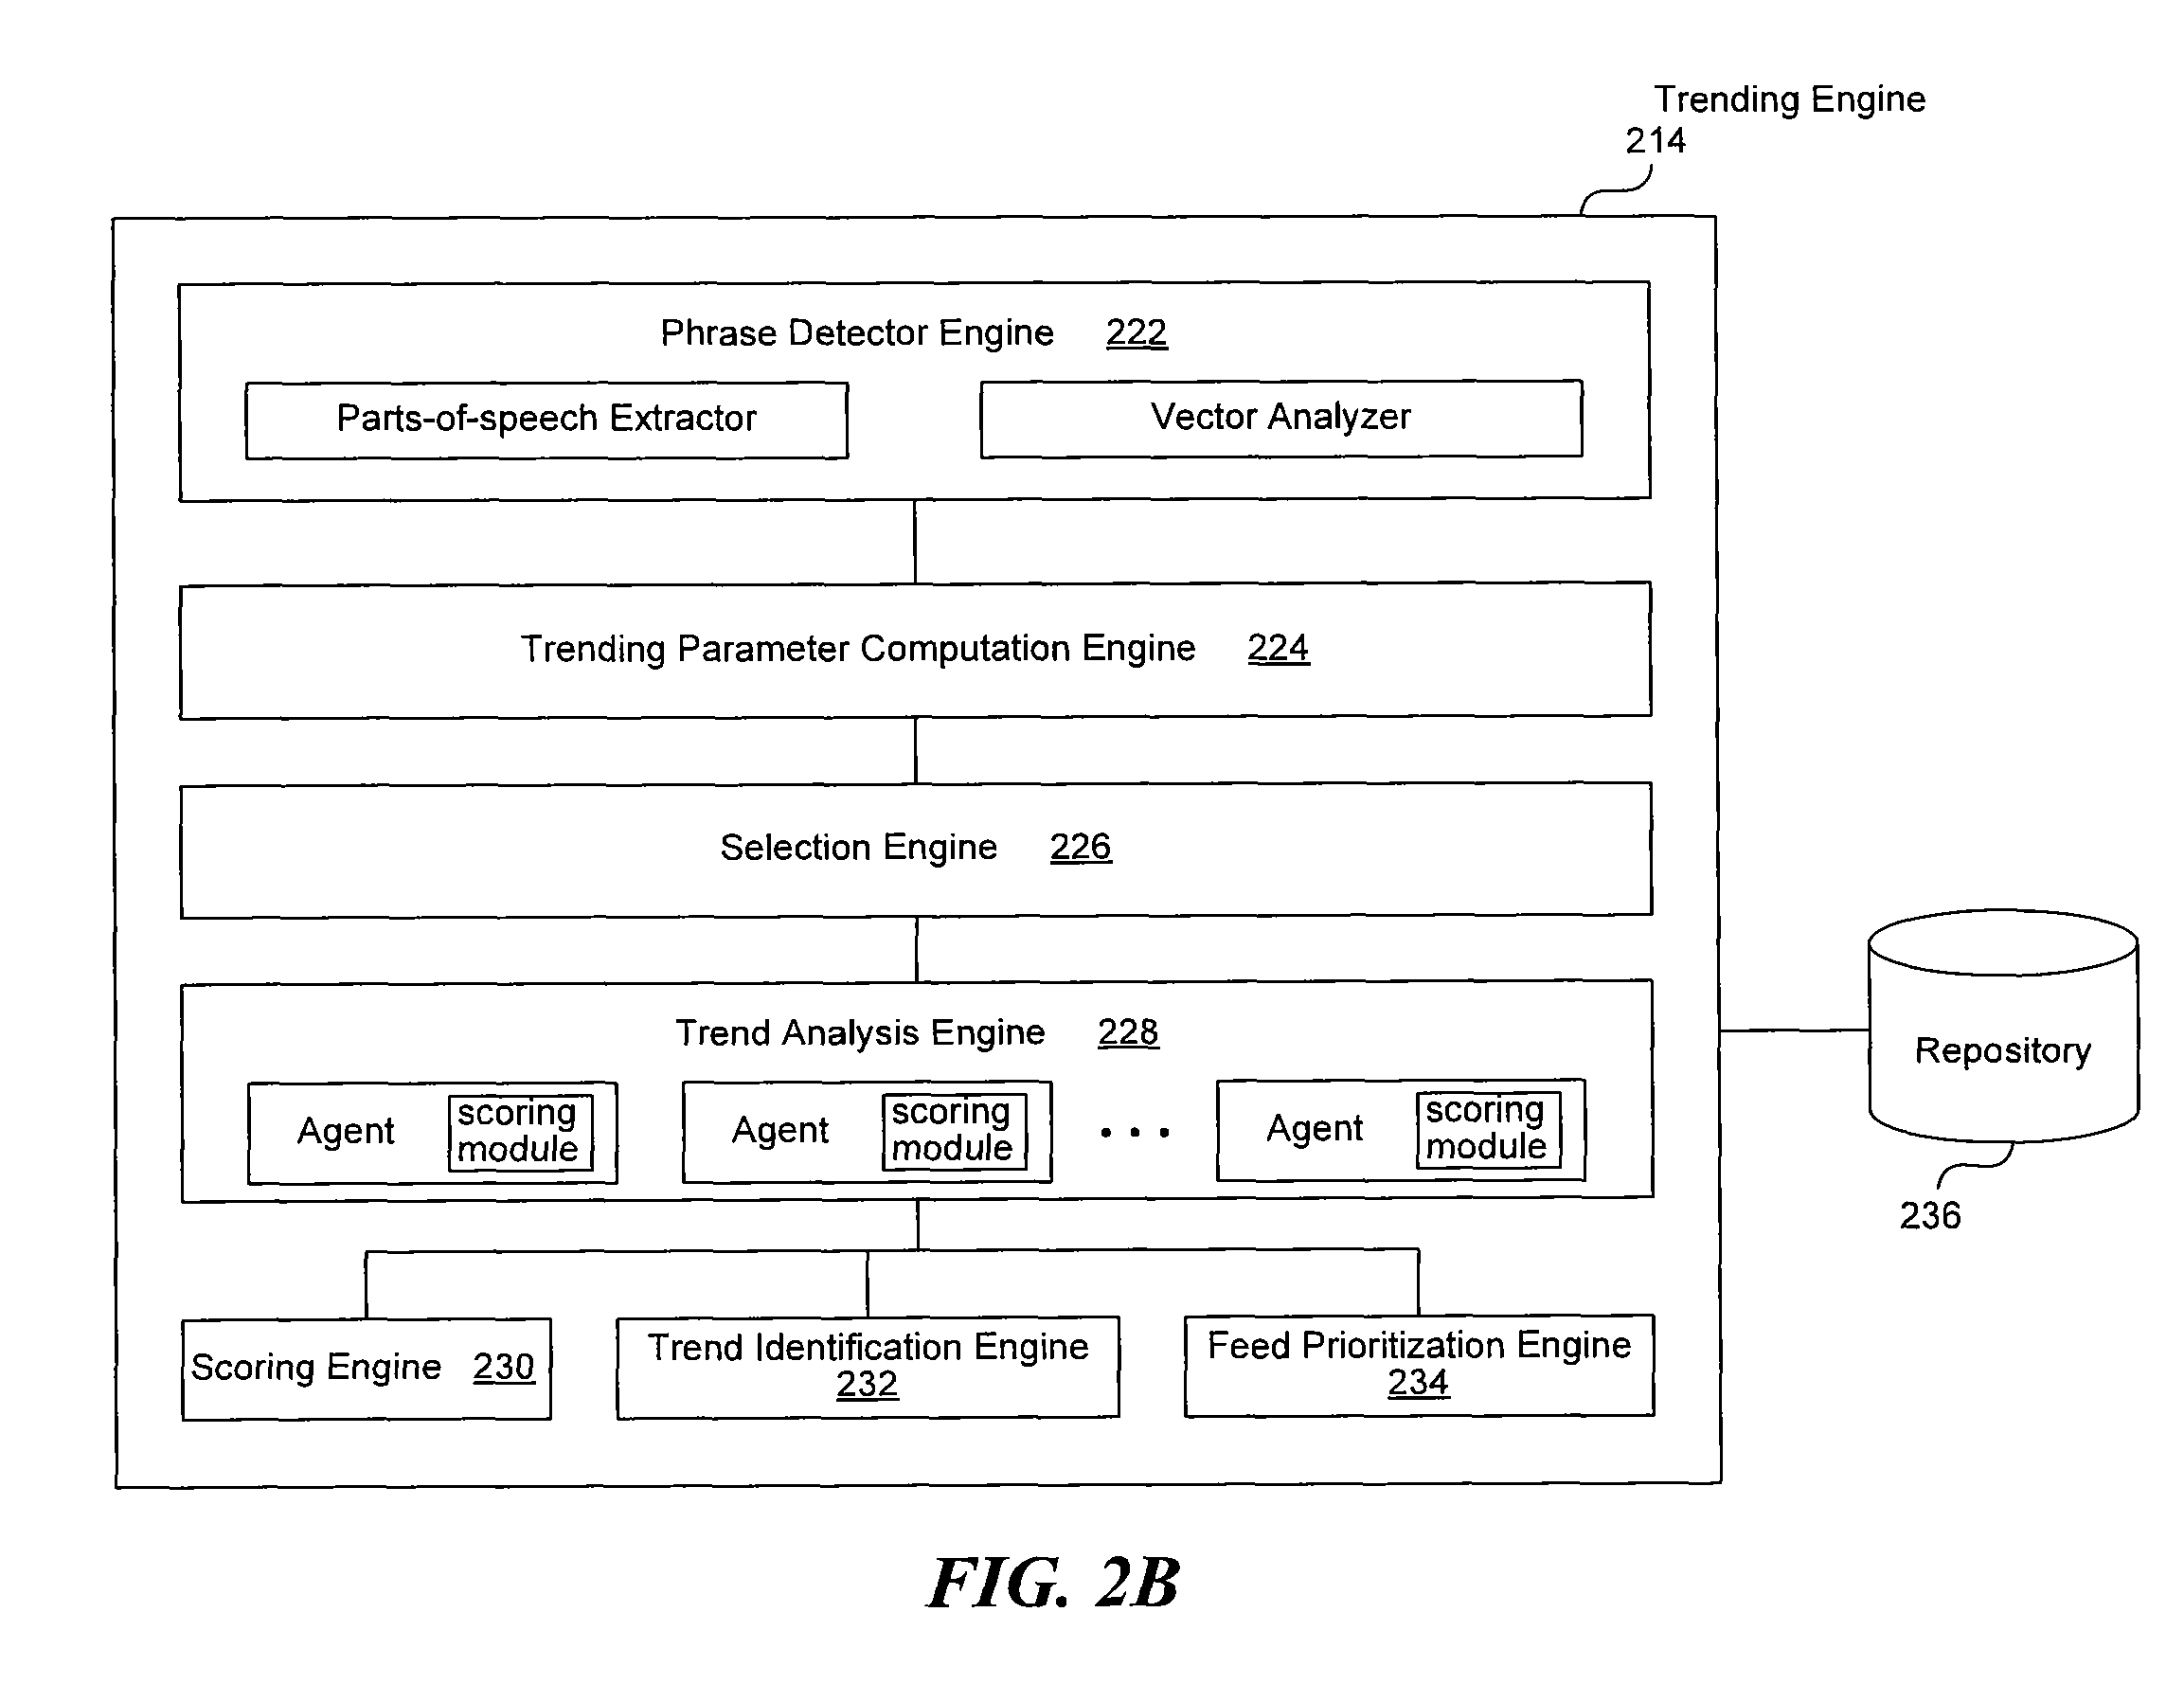 Trending Engine
214
Phrase Detector Engine 222
Parts-of-speech Extractor
Vector Analyzer
Trending Parameter Computation Engine 224
Selection Engine 226
Trend Analysis Engine 228
Agent
scoring
module
Agent
scoring
module
• • •
Agent
scoring
module
Repository
236
Scoring Engine 230
Trend Identification Engine
232
Feed Prioritization Engine
234
FIG. 2B